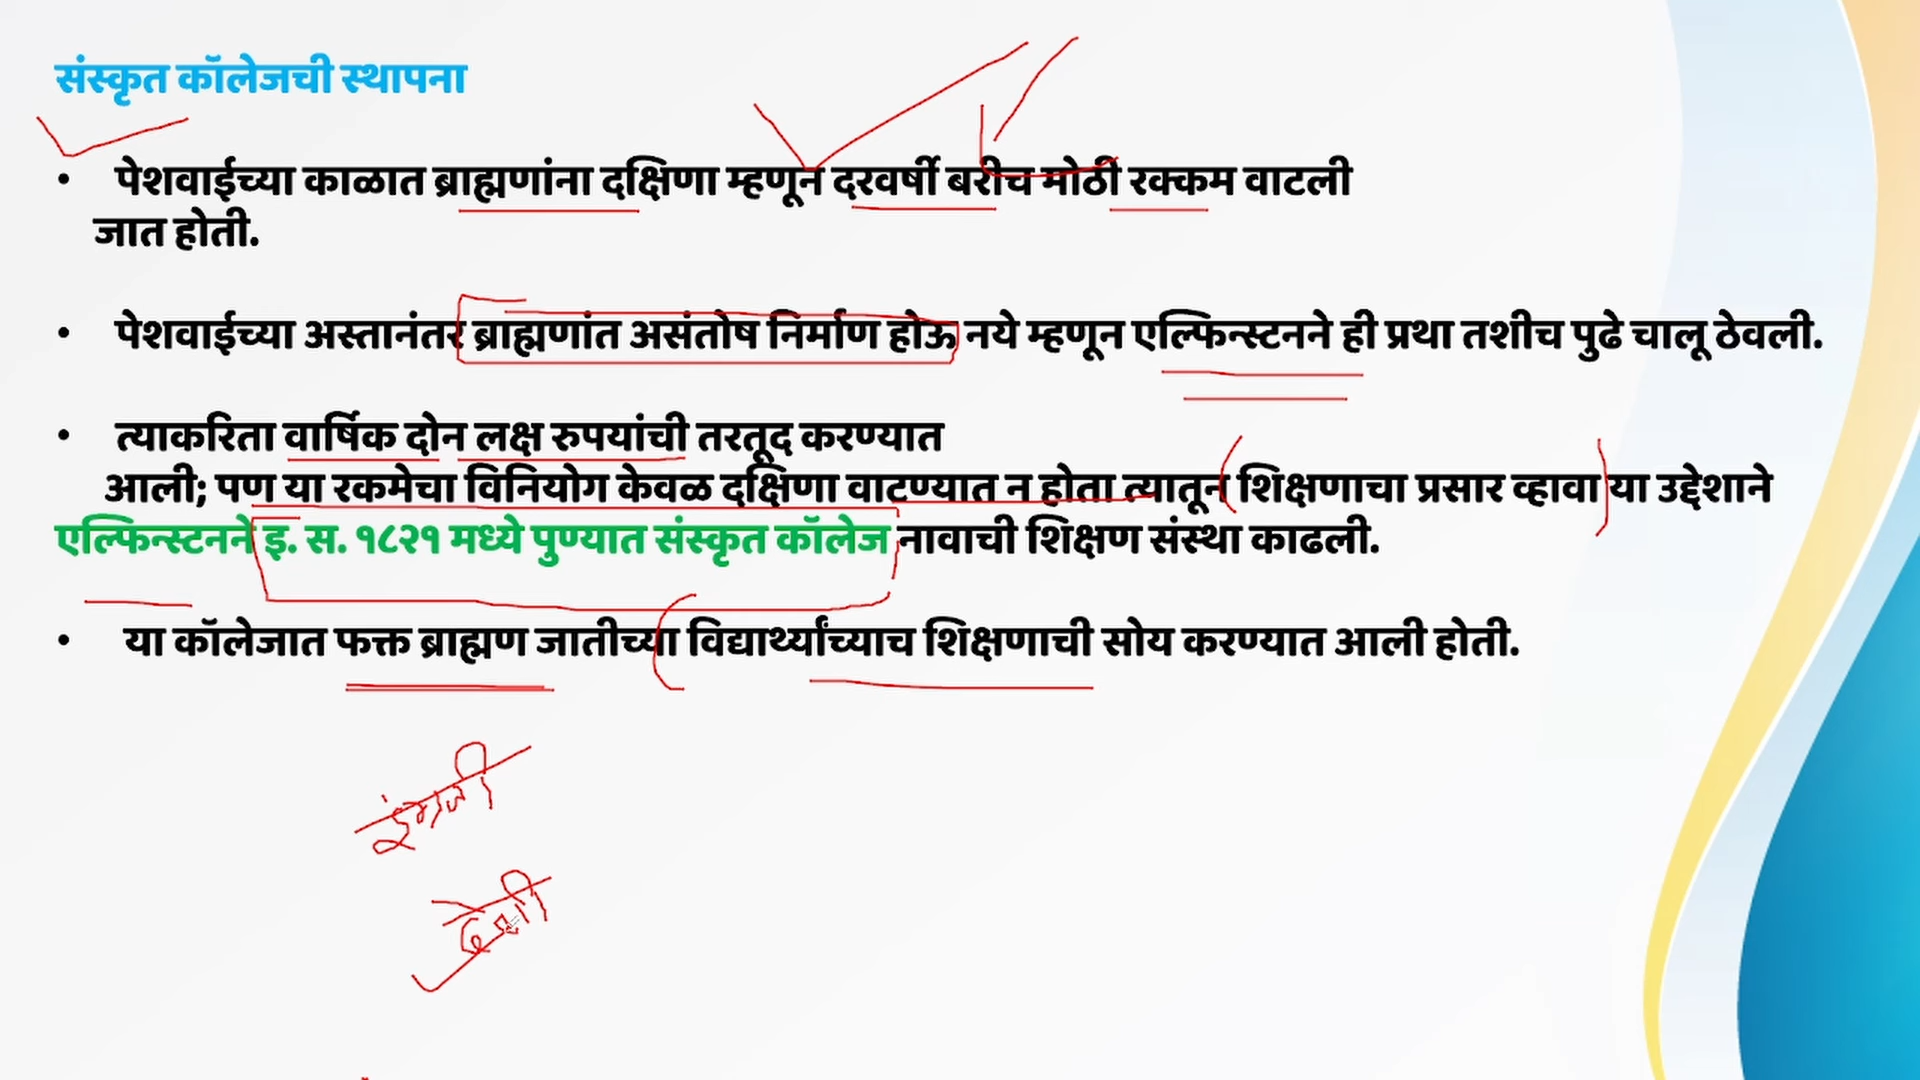 संस्कृत कॉलेजची स्थापना
• पेशवाईच्या काळात ब्राह्मणांना दक्षिणा म्हणून दरवर्षी बरीच मोठी रक्कम वाटली
जात होती.
• पेशवाईच्या अस्तानंतर ब्राह्मणांत असंतोष निर्माण होऊ नये म्हणून एल्फिन्स्टनने ही प्रथा तशीच पुढे चालू ठेवली.
• त्याकरिता वार्षिक दोन लक्ष रुपयांची तरतूद करण्यात
आली; पण या रकमेचा विनियोग केवळ दक्षिणा वाटण्यात न होता त्यातून शिक्षणाचा प्रसार व्हावा या उद्देशाने
एल्फिन्स्टनने इ. स. १८२१ मध्ये पुण्यात संस्कृत कॉलेज नावाची शिक्षण संस्था काढली.
• या कॉलेजात फक्त ब्राह्मण जातीच्या विद्यार्थ्यांच्याच शिक्षणाची सोय करण्यात आली होती.